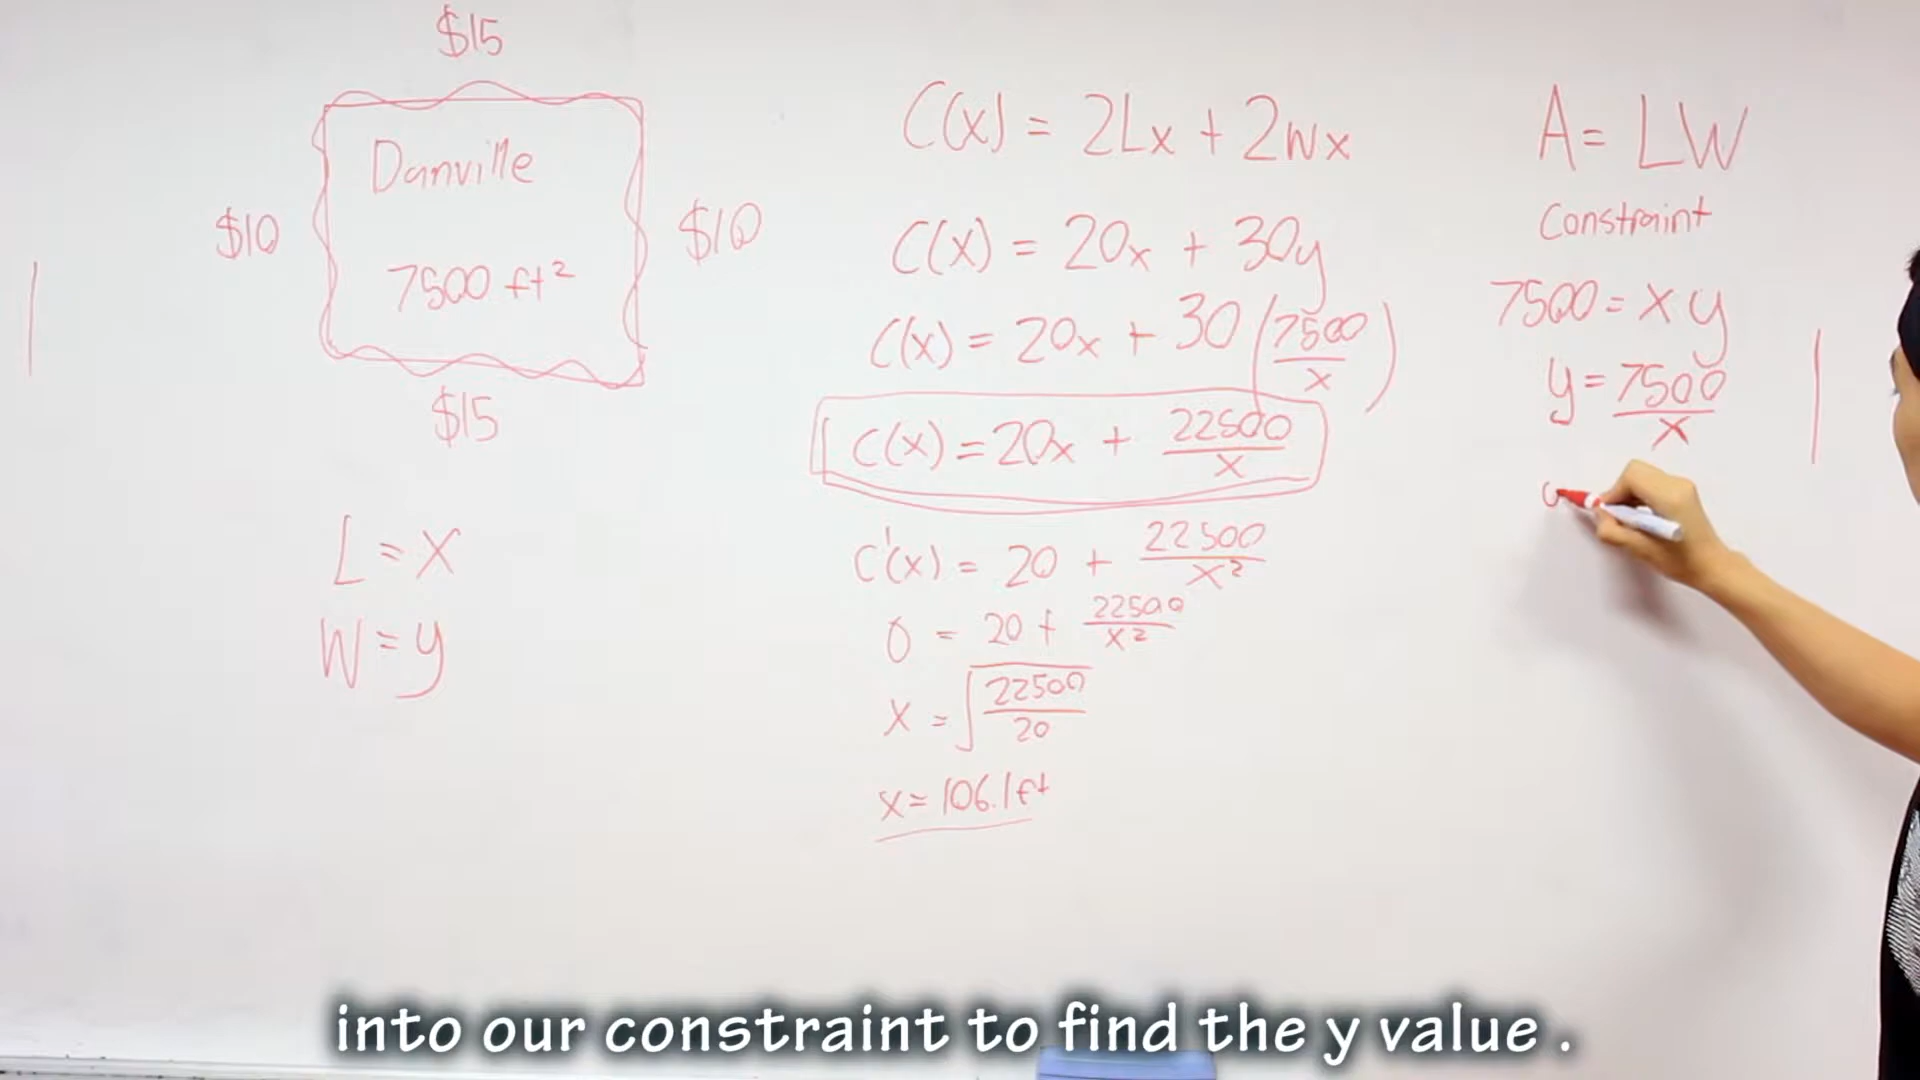 $15
Danville
7500 ft²
$10
$10
$15
L = x
W = y
C(x) = 2Lx + 2wx
C(x) = 20x + 30y
C(x) = 20x + 30 (7500/x)
C(x) = 20x + 22500/x
C'(x) = 20 + 22500/x²
0 = 20 + 22500/x²
x = √(22500/20)
x = 106.1ft
A = LW
Constraint
7500 = xy
y = 7500/x
into our constraint to find the y value .